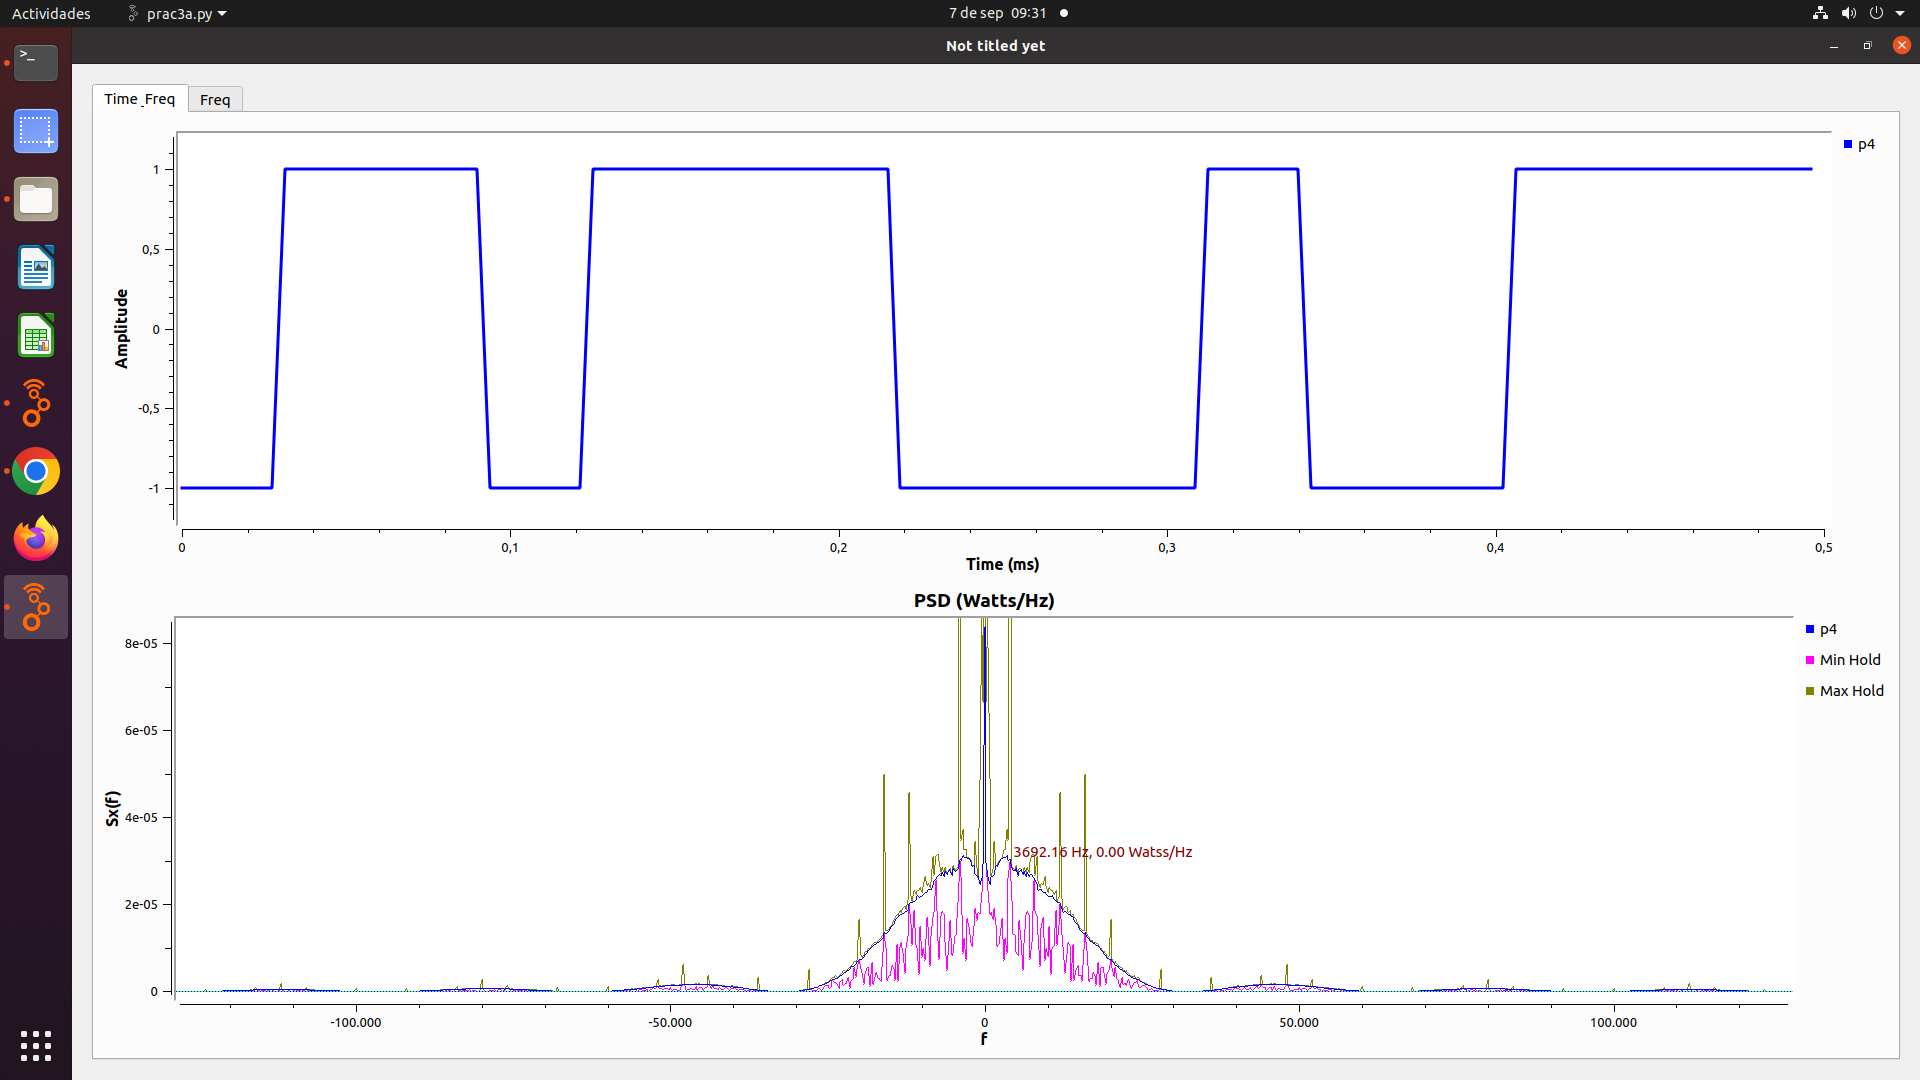 Actividades prac3a.py 7 de sep 09:31
Not titled yet
Time_Freq Freq
p4
1
0,5
0
-0,5
-1
Amplitude
0 0,1 0,2 0,3 0,4 0,5
Time (ms)
PSD (Watts/Hz)
p4
Min Hold
Max Hold
8e-05
6e-05
4e-05
2e-05
0
Sx(f)
3692.16 Hz, 0.00 Watss/Hz
-100.000 -50.000 0 50.000 100.000
f